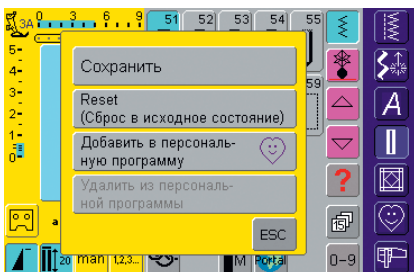 3A 0 3 6 9 51 52 53 54 55
5-
4-
3-
2-
1-
0
59
Сохранить
Reset
(Сброс в исходное состояние)
Добавить в персональ-
ную программу
Удалить из персональ-
ной программы
ESC
?
A
a
15
20 man 1,2,3... M Portal 0-9